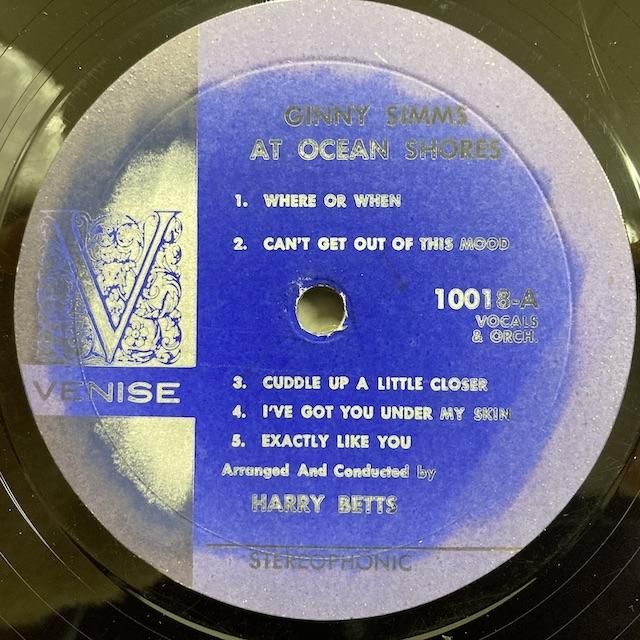 GINNY SIMMS
AT OCEAN SHORES
1. WHERE OR WHEN
2. CAN'T GET OUT OF THIS MOOD
10018-A
VOCALS
& ORCH.
V
VENISE
3. CUDDLE UP A LITTLE CLOSER
4. I'VE GOT YOU UNDER MY SKIN
5. EXACTLY LIKE YOU
Arranged And Conducted by
HARRY BETTS
STEREOPHONIC